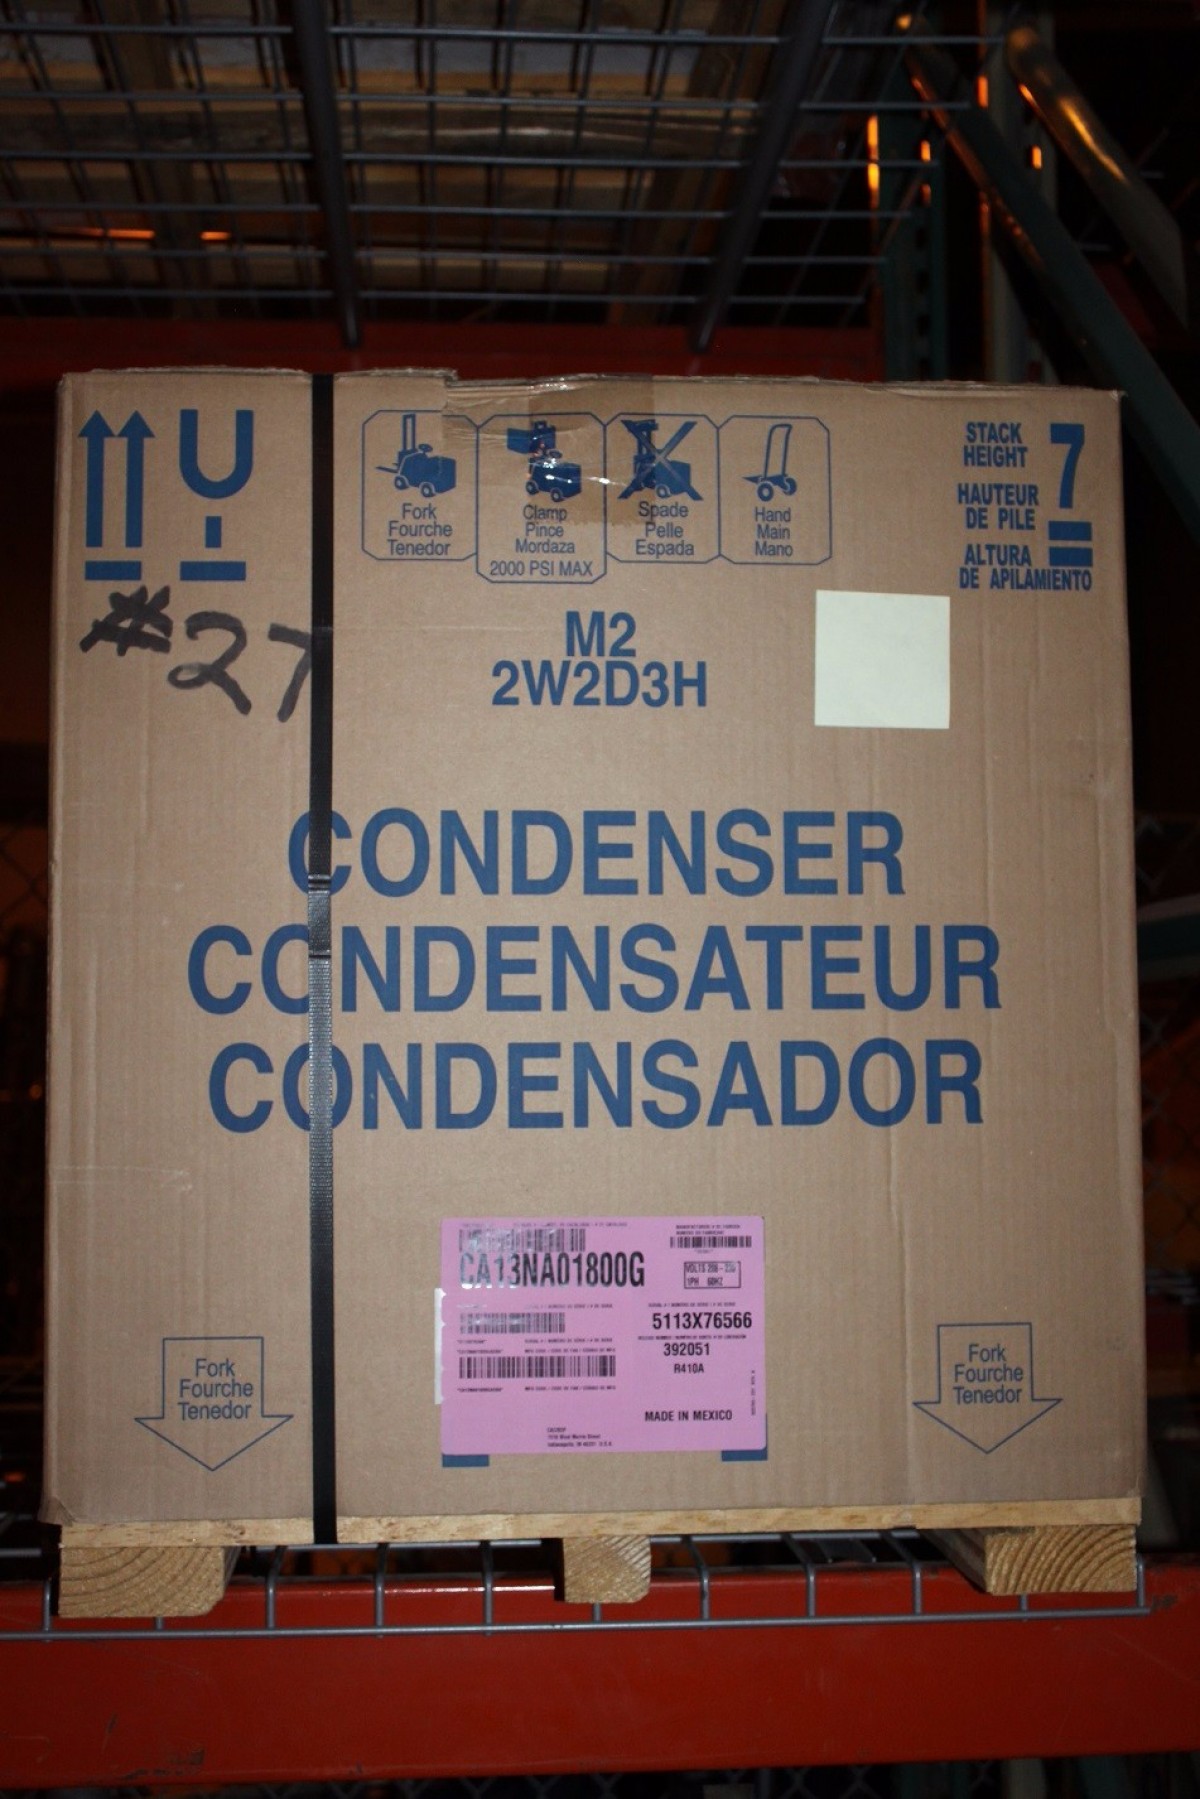 STACK
HEIGHT
HAUTEUR
DE PILE
ALTURA
DE APILAMIENTO
7
Fork
Fourche
Tenedor
Clamp
Pince
Mordaza
2000 PSI MAX
Spade
Pelle
Espada
Hand
Main
Mano
#27
M2
2W2D3H
CONDENSER
CONDENSATEUR
CONDENSADOR
CA13NA01800G
1PH 60HZ
5113X76566
392051
R410A
MADE IN MEXICO
Fork
Fourche
Tenedor
Fork
Fourche
Tenedor